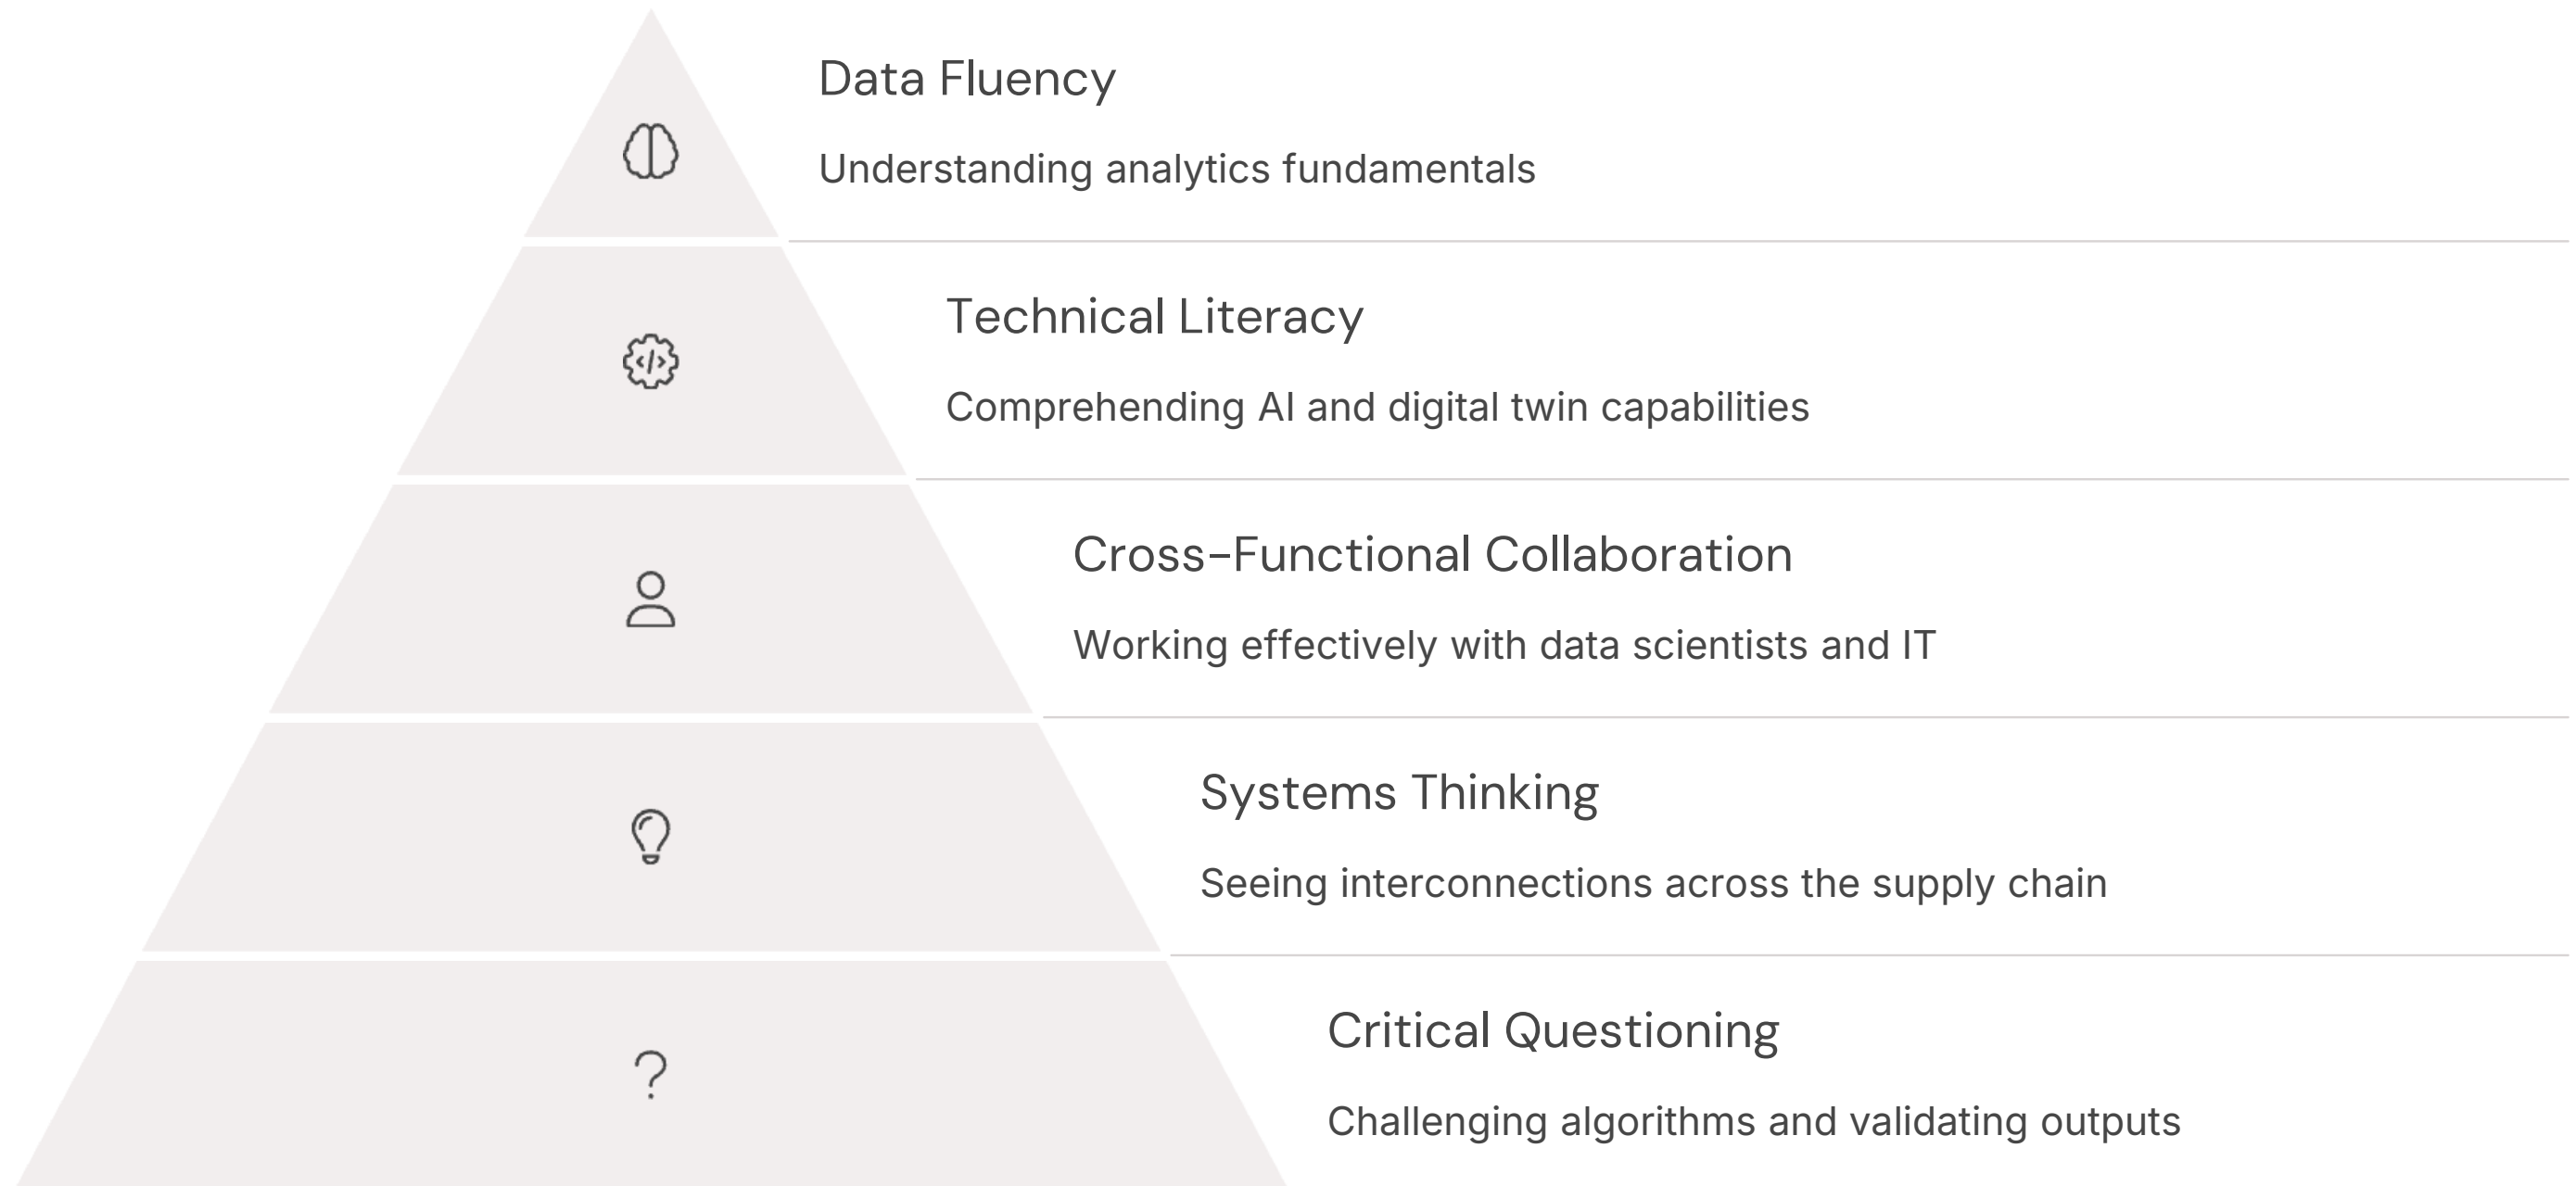 Data Fluency
Understanding analytics fundamentals
Technical Literacy
Comprehending AI and digital twin capabilities
Cross-Functional Collaboration
Working effectively with data scientists and IT
Systems Thinking
Seeing interconnections across the supply chain
?
Critical Questioning
Challenging algorithms and validating outputs